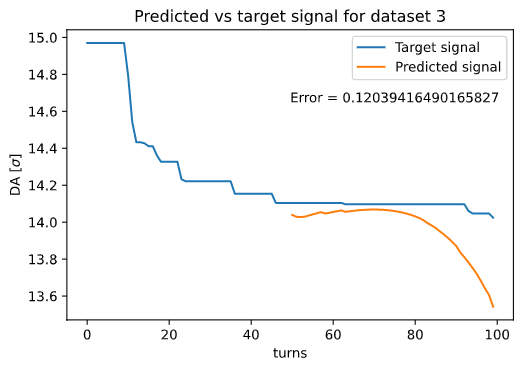 Predicted vs target signal for dataset 3
15.0
14.8
14.6
14.4
14.2
14.0
13.8
13.6
DA [σ]
Target signal
Predicted signal
Error = 0.12039416490165827
0 20 40 60 80 100
turns